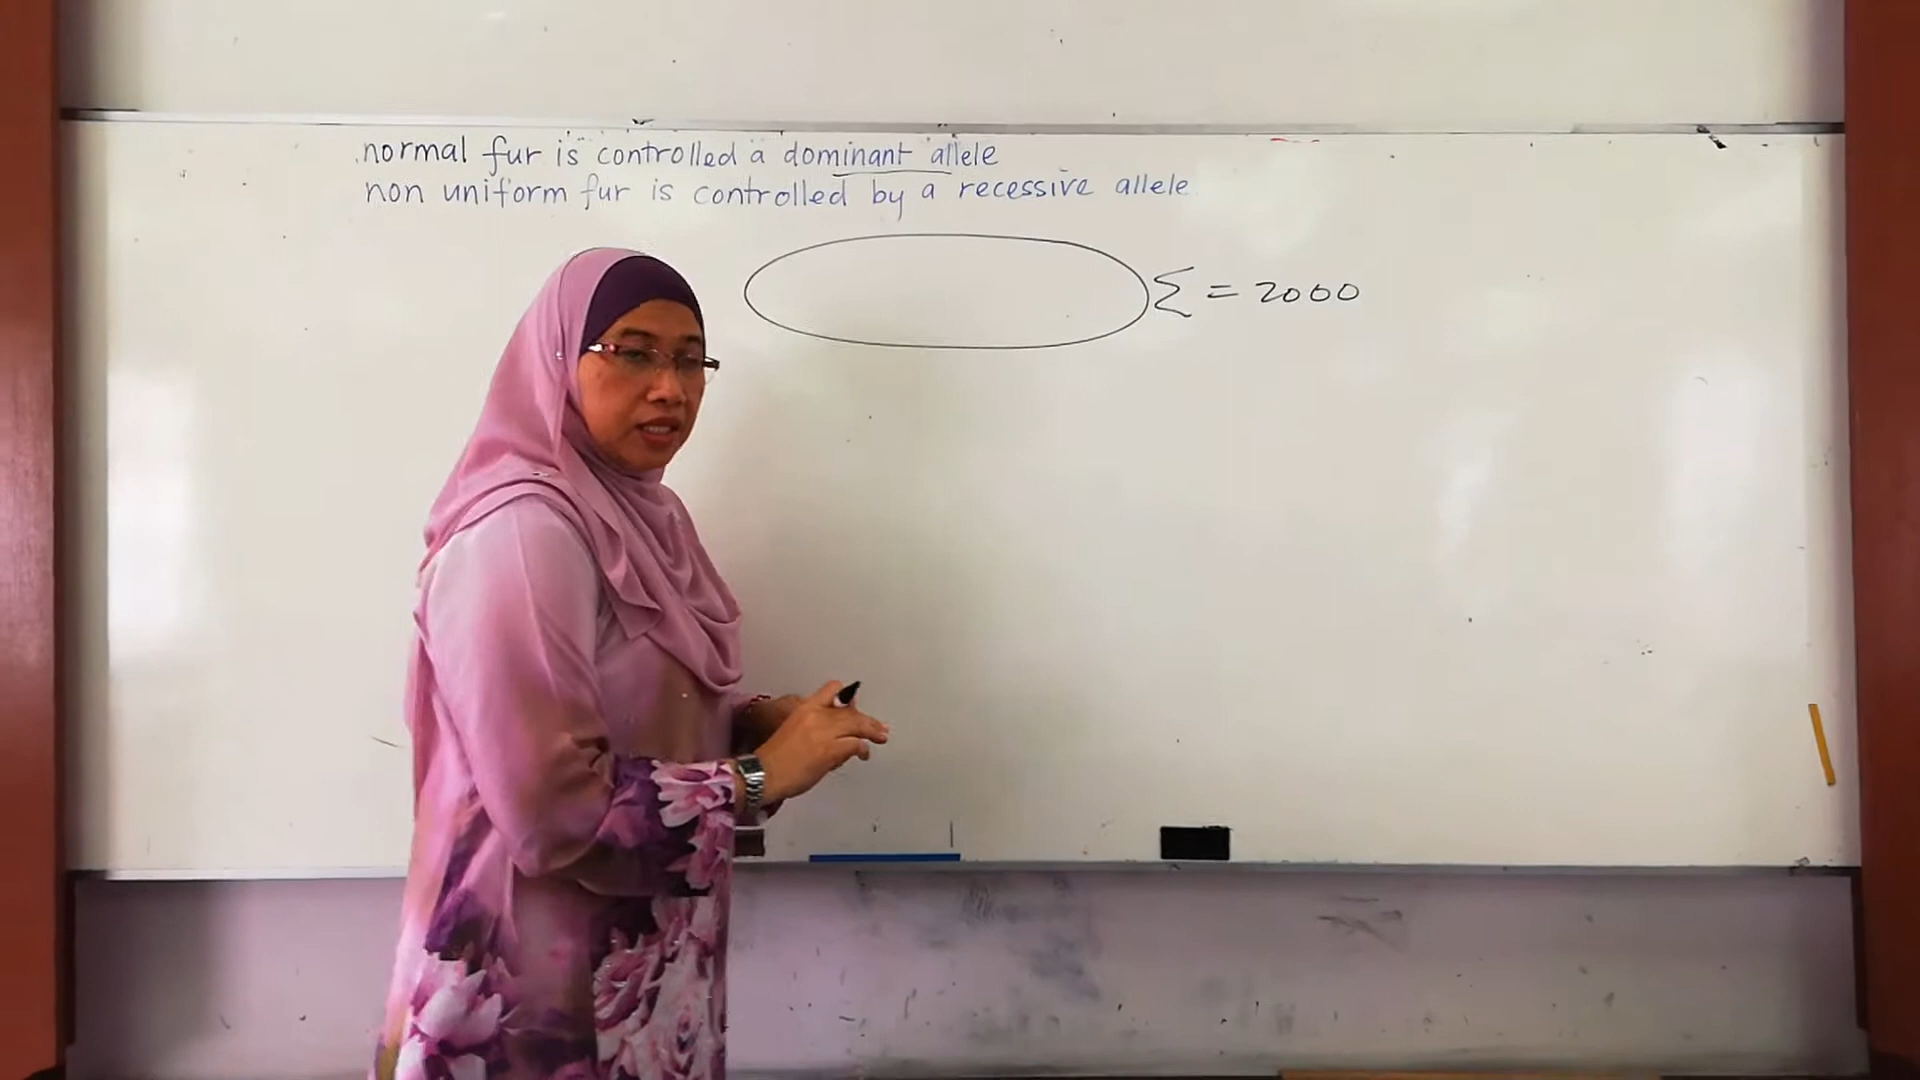 normal fur is controlled a dominant allele
non uniform fur is controlled by a recessive allele
Σ = 2000